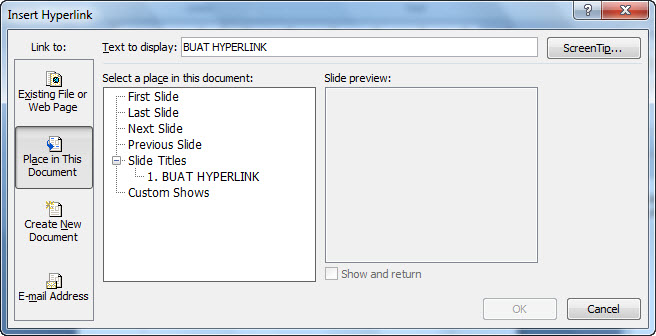 Insert Hyperlink
Link to:
Text to display: BUAT HYPERLINK
ScreenTip...
Existing File or
Web Page
Place in This
Document
Create New
Document
E-mail Address
Select a place in this document:
First Slide
Last Slide
Next Slide
Previous Slide
Slide Titles
1. BUAT HYPERLINK
Custom Shows
Slide preview:
Show and return
OK
Cancel